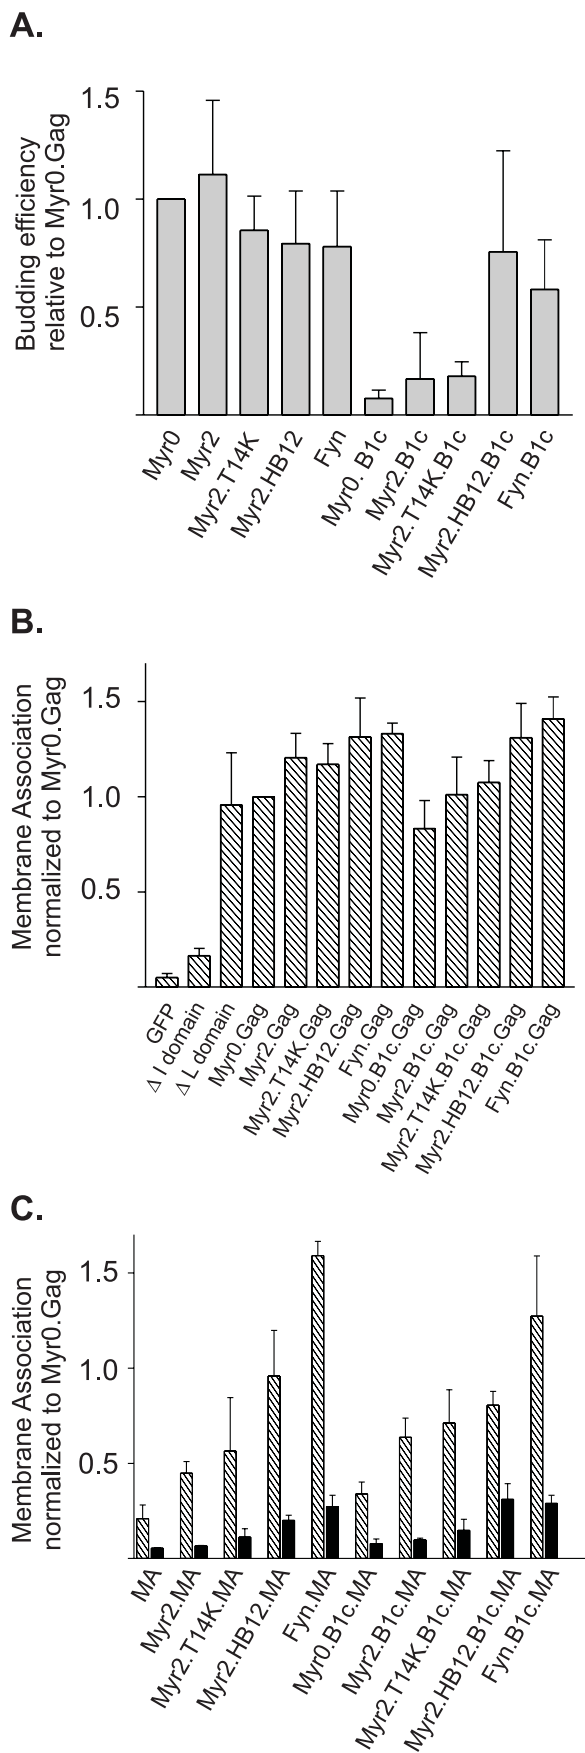 A.
Budding efficiency
relative to Myr0.Gag
1.5
1.0
0.5
Myr0
Myr2
Myr2.T14K
Myr2.HB12
Fyn
Myr0. B1c
Myr2.B1c
Myr2.T14K.B1c
Myr2.HB12.B1c
Fyn.B1c
B.
Membrane Association
normalized to Myr0.Gag
1.5
1.0
0.5
GFP
Δ I domain
Δ L domain
Myr0.Gag
Myr2.Gag
Myr2.T14K.Gag
Myr2.HB12.Gag
Fyn.Gag
Myr0.B1c.Gag
Myr2.B1c.Gag
Myr2.T14K.B1c.Gag
Myr2.HB12.B1c.Gag
Fyn.B1c.Gag
C.
Membrane Association
normalized to Myr0.Gag
1.5
1.0
0.5
MA
Myr2.MA
Myr2.T14K.MA
Myr2.HB12.MA
Fyn.MA
Myr0.B1c.MA
Myr2.B1c.MA
Myr2.T14K.B1c.MA
Myr2.HB12.B1c.MA
Fyn.B1c.MA